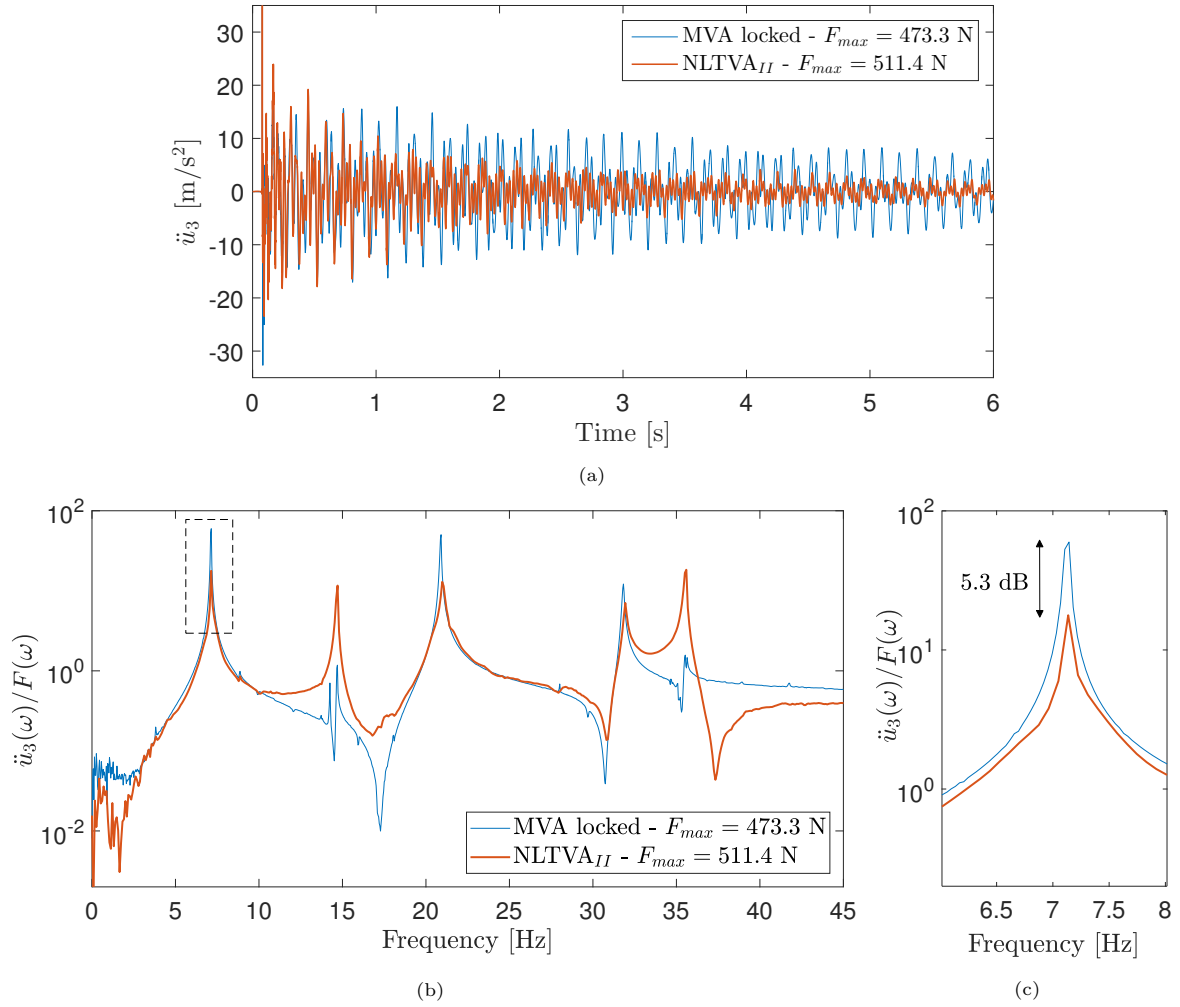 30
20
10
0
-10
-20
-30
ü₃ [m/s²]
MVA locked - Fmax = 473.3 N
NLTVAII - Fmax = 511.4 N
0 1 2 3 4 5 6
Time [s]
(a)
10²
10⁰
10⁻²
ü₃(ω)/F(ω)
MVA locked - Fmax = 473.3 N
NLTVAII - Fmax = 511.4 N
0 5 10 15 20 25 30 35 40 45
Frequency [Hz]
(b)
10²
10¹
10⁰
ü₃(ω)/F(ω)
5.3 dB
6.5 7 7.5 8
Frequency [Hz]
(c)